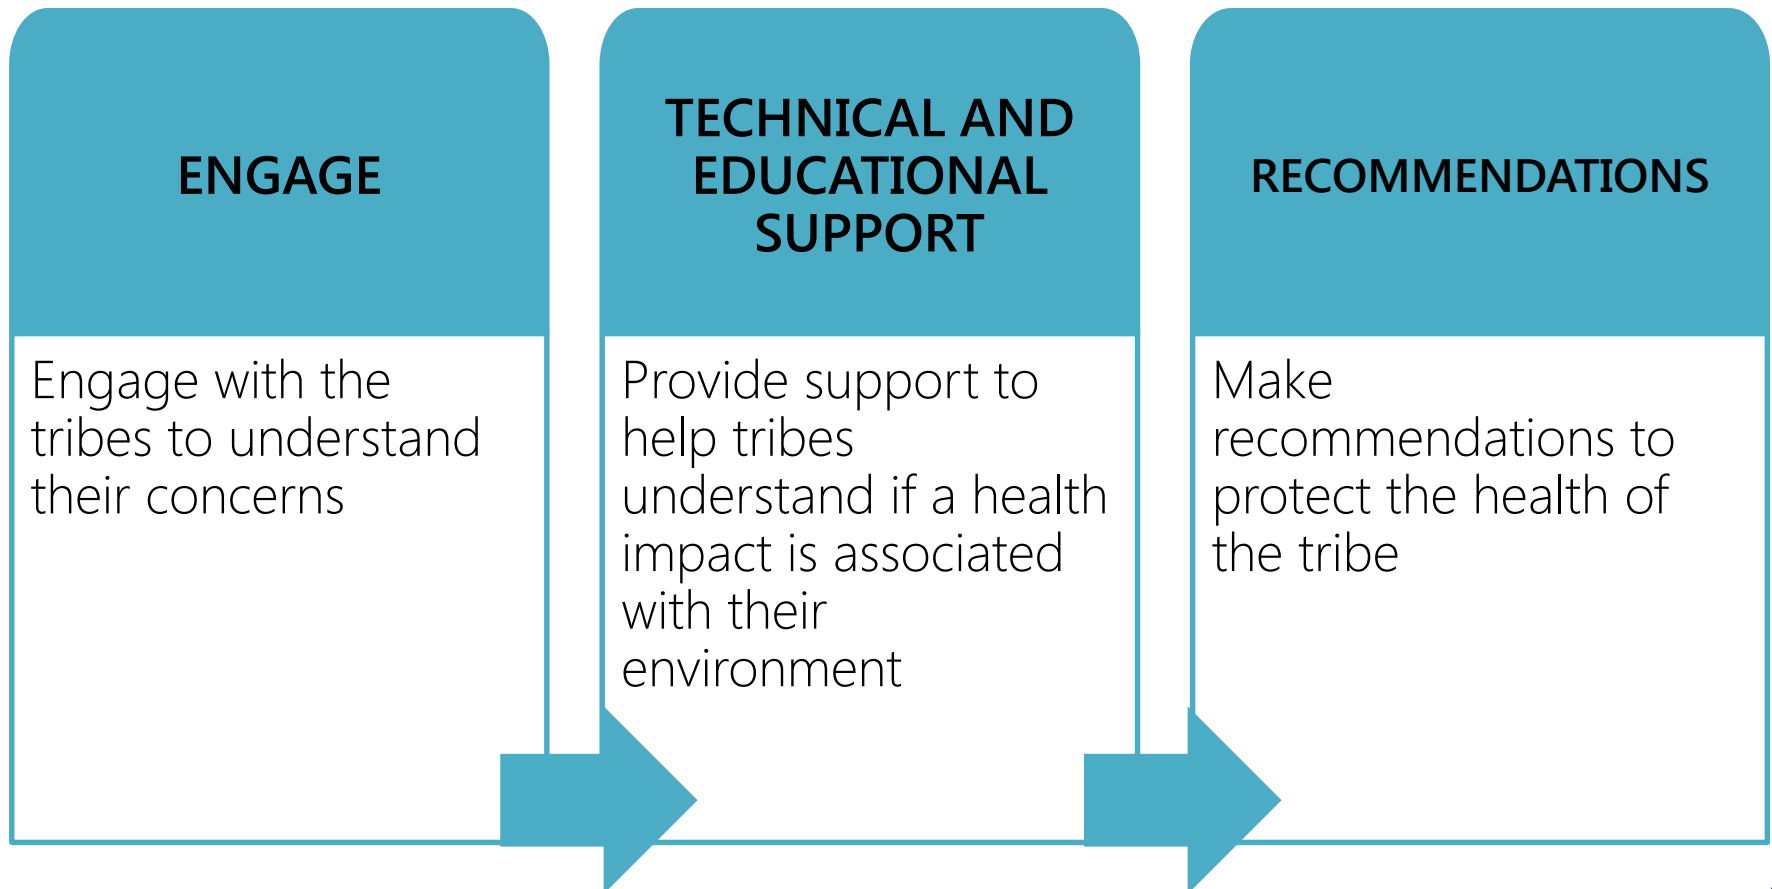 ENGAGE
Engage with the
tribes to understand
their concerns
TECHNICAL AND
EDUCATIONAL
SUPPORT
Provide support to
help tribes
understand if a health
impact is associated
with their
environment
RECOMMENDATIONS
Make
recommendations to
protect the health of
the tribe